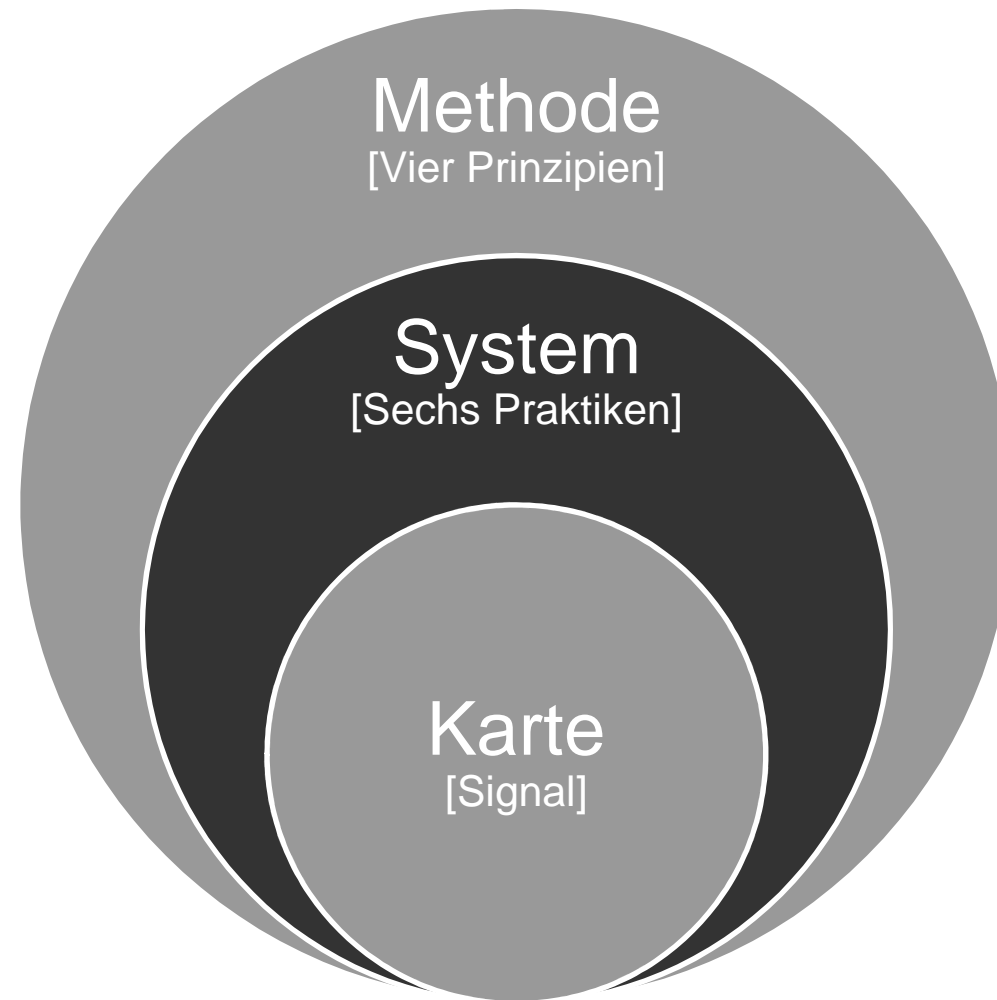 Methode
[Vier Prinzipien]
System
[Sechs Praktiken]
Karte
[Signal]